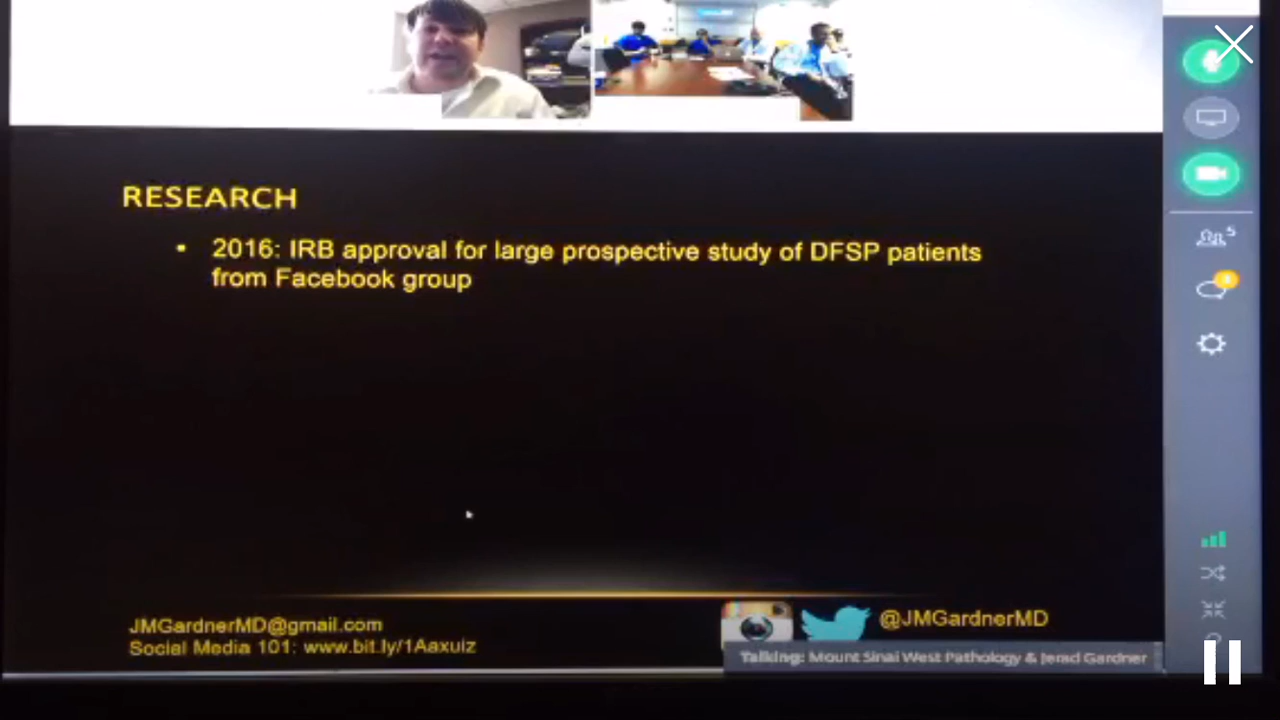 RESEARCH
• 2016: IRB approval for large prospective study of DFSP patients
from Facebook group
JMGardnerMD@gmail.com
Social Media 101: www.bit.ly/1Aaxuiz
@JMGardnerMD
Talking: Mount Sinai West Pathology & Jerad Gardner
5